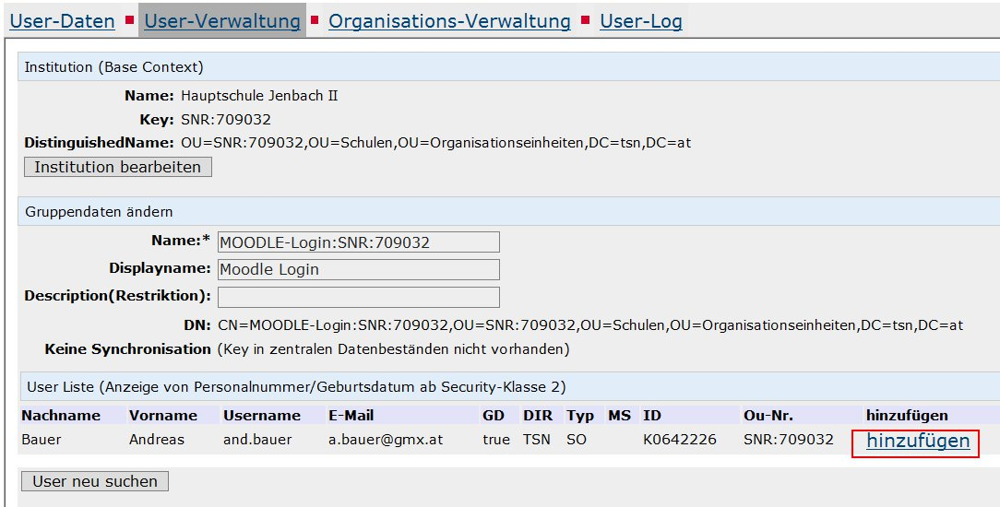 User-Daten User-Verwaltung Organisations-Verwaltung User-Log
Institution (Base Context)
Name: Hauptschule Jenbach II
Key: SNR:709032
DistinguishedName: OU=SNR:709032,OU=Schulen,OU=Organisationseinheiten,DC=tsn,DC=at
Institution bearbeiten
Gruppendaten ändern
Name:* MOODLE-Login:SNR:709032
Displayname: Moodle Login
Description(Restriktion):
DN: CN=MOODLE-Login:SNR:709032,OU=SNR:709032,OU=Schulen,OU=Organisationseinheiten,DC=tsn,DC=at
Keine Synchronisation (Key in zentralen Datenbeständen nicht vorhanden)
User Liste (Anzeige von Personalnummer/Geburtsdatum ab Security-Klasse 2)
Nachname Vorname Username E-Mail GD DIR Typ MS ID Ou-Nr. hinzufügen
Bauer Andreas and.bauer a.bauer@gmx.at true TSN SO K0642226 SNR:709032 hinzufügen
User neu suchen